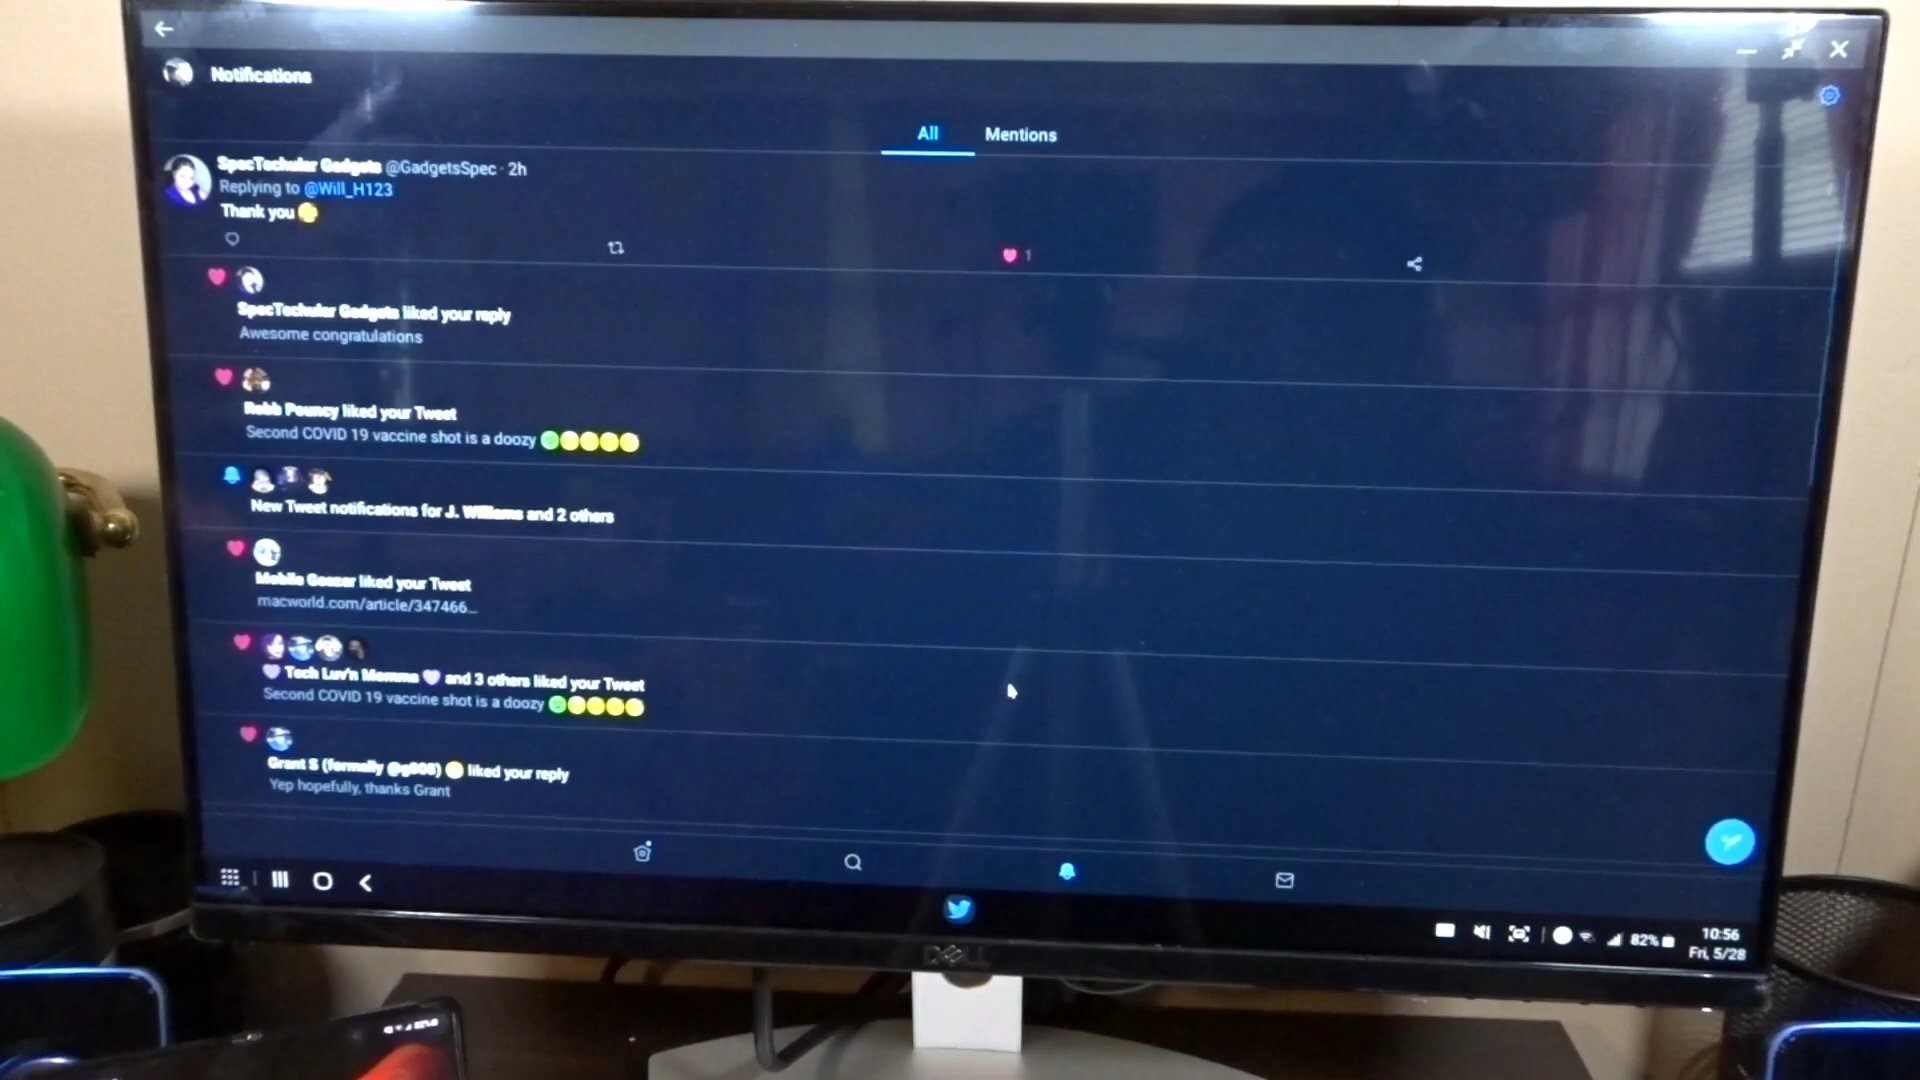 Notifications
All
Mentions
SpecTechular Gadgets @GadgetsSpec · 2h
Replying to @Will_H123
Thank you
1
SpecTechular Gadgets liked your reply
Awesome congratulations
Robb Pouncy liked your Tweet
Second COVID 19 vaccine shot is a doozy
New Tweet notifications for J. Williams and 2 others
Mobile Geezer liked your Tweet
macworld.com/article/347466...
Tech Luv'n Momma and 3 others liked your Tweet
Second COVID 19 vaccine shot is a doozy
Grant S (formally @g808) liked your reply
Yep hopefully, thanks Grant
82%
10:56
Fri, 5/28
DELL